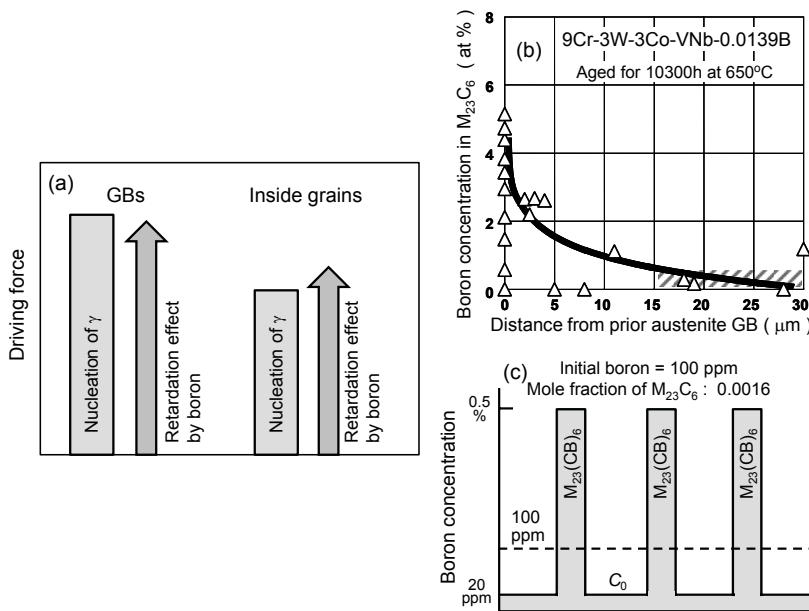 (a)
GBs
Inside grains
Driving force
Nucleation of γ
Retardation effect
by boron
Nucleation of γ
Retardation effect
by boron
(b)
9Cr-3W-3Co-VNb-0.0139B
Aged for 10300h at 650°C
Boron concentration in M₂₃C₆ ( at % )
8
6
4
2
0
0 5 10 15 20 25 30
Distance from prior austenite GB ( μm )
(c)
Initial boron = 100 ppm
Mole fraction of M₂₃C₆ : 0.0016
Boron concentration
0.5
%
M₂₃(CB)₆
M₂₃(CB)₆
M₂₃(CB)₆
100
ppm
C₀
20
ppm